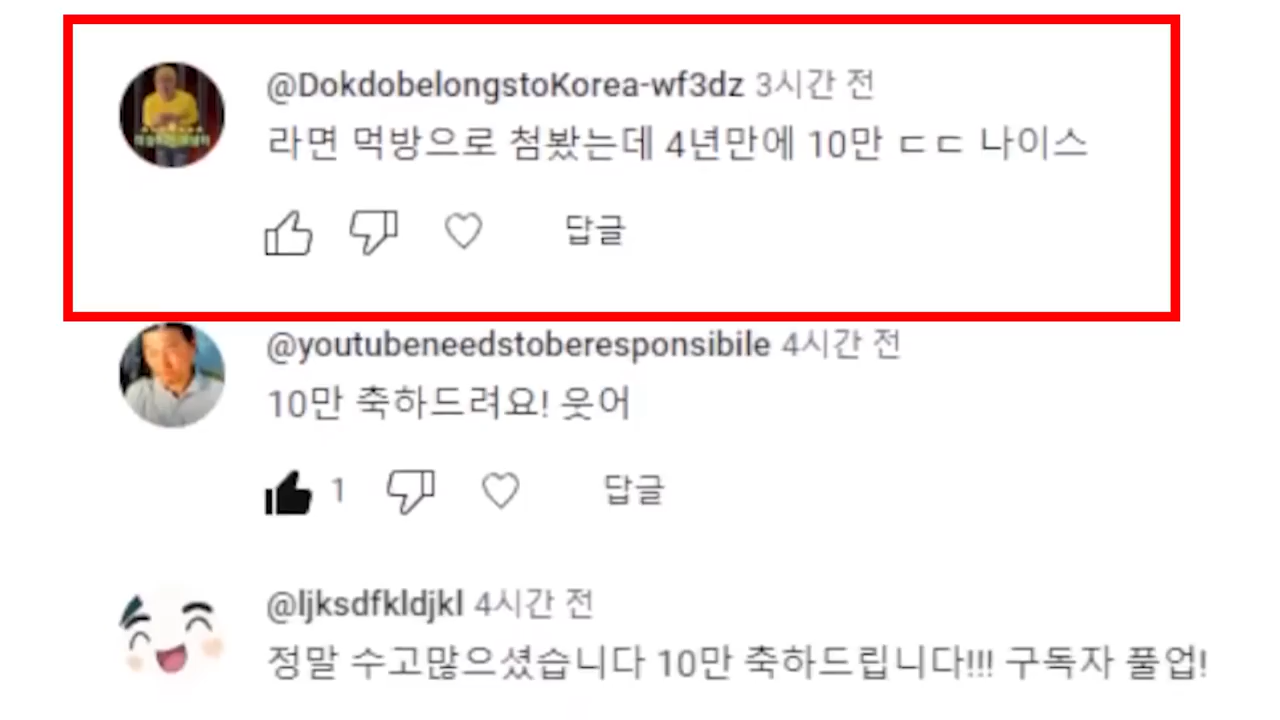 @DokdobelongstoKorea-wf3dz 3시간 전
라면 먹방으로 첨봤는데 4년만에 10만 ㄷㄷ 나이스
답글
@youtubeneedstoberesponsibile 4시간 전
10만 축하드려요! 웃어
1 답글
@ljksdfkldjkl 4시간 전
정말 수고많으셨습니다 10만 축하드립니다!!! 구독자 풀업!